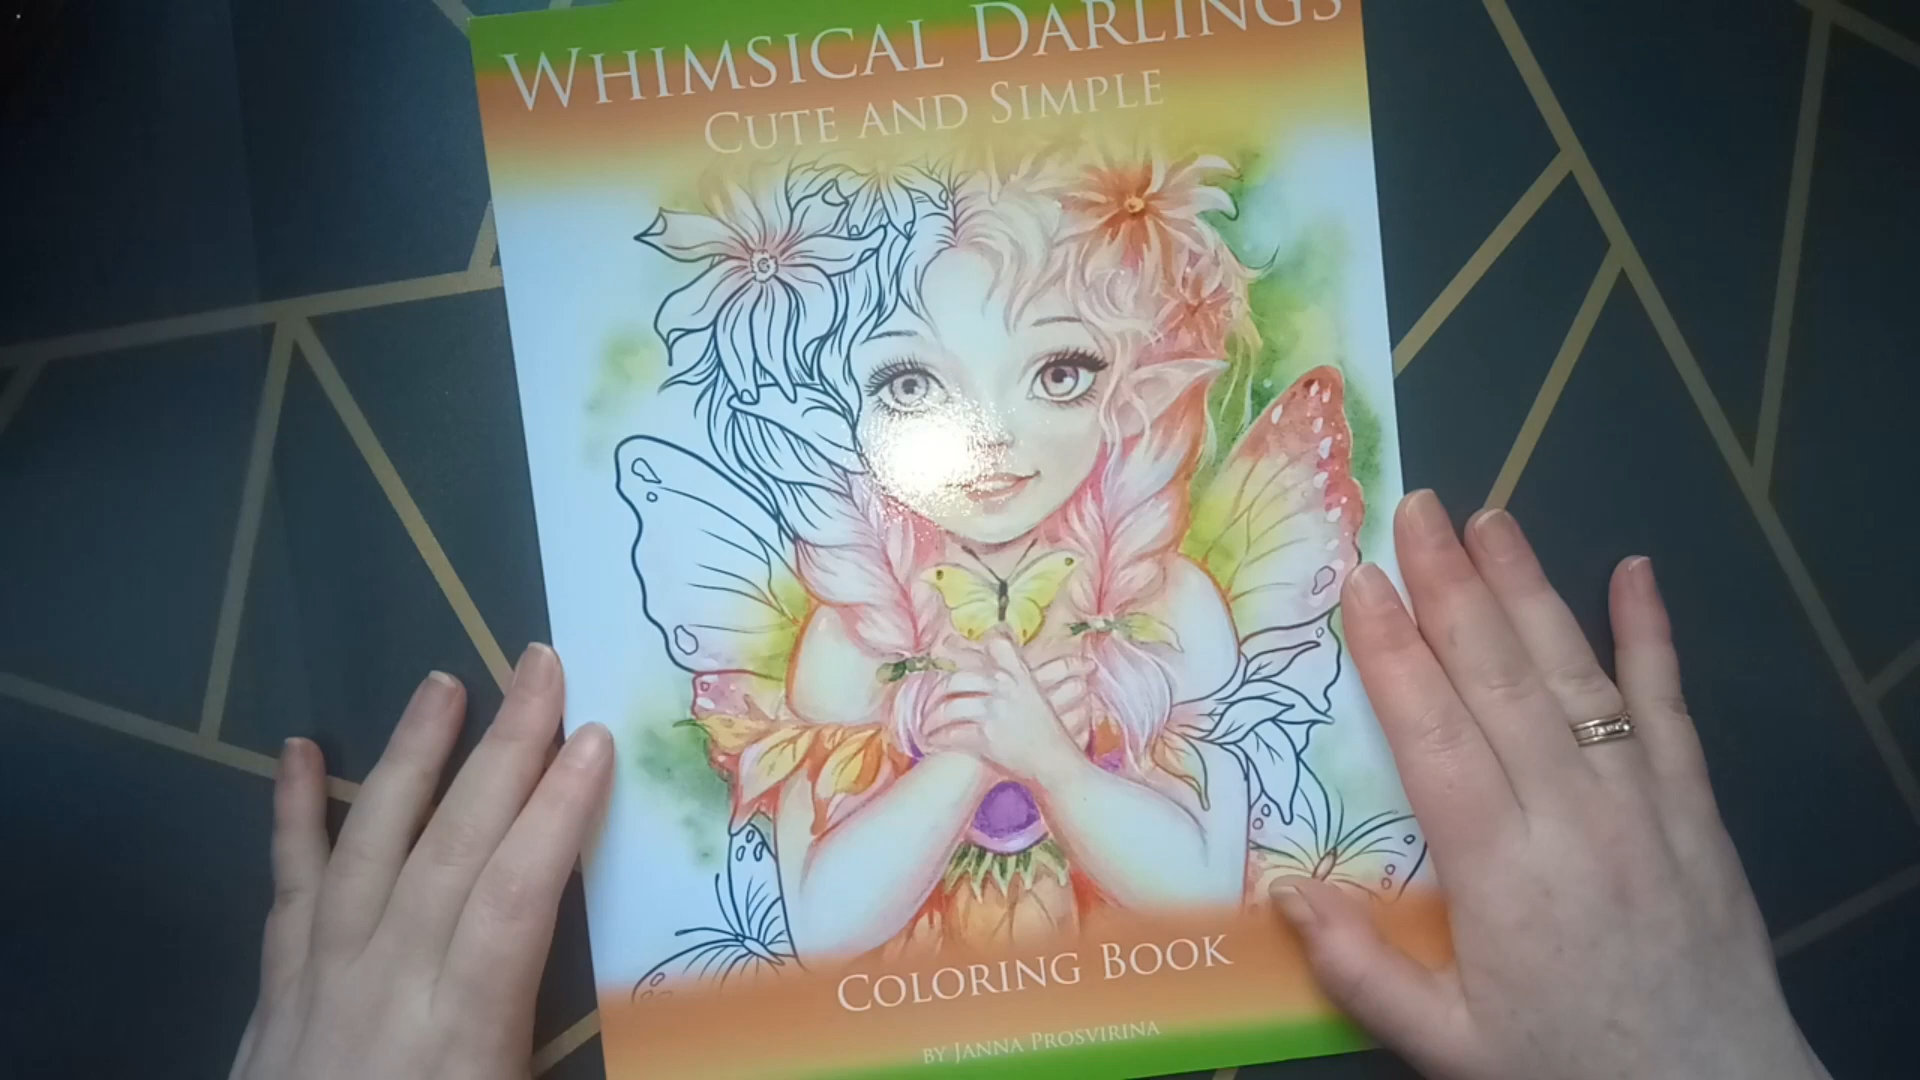 WHIMSICAL DARLINGS
CUTE AND SIMPLE
COLORING BOOK
BY JANNA PROSVIRINA